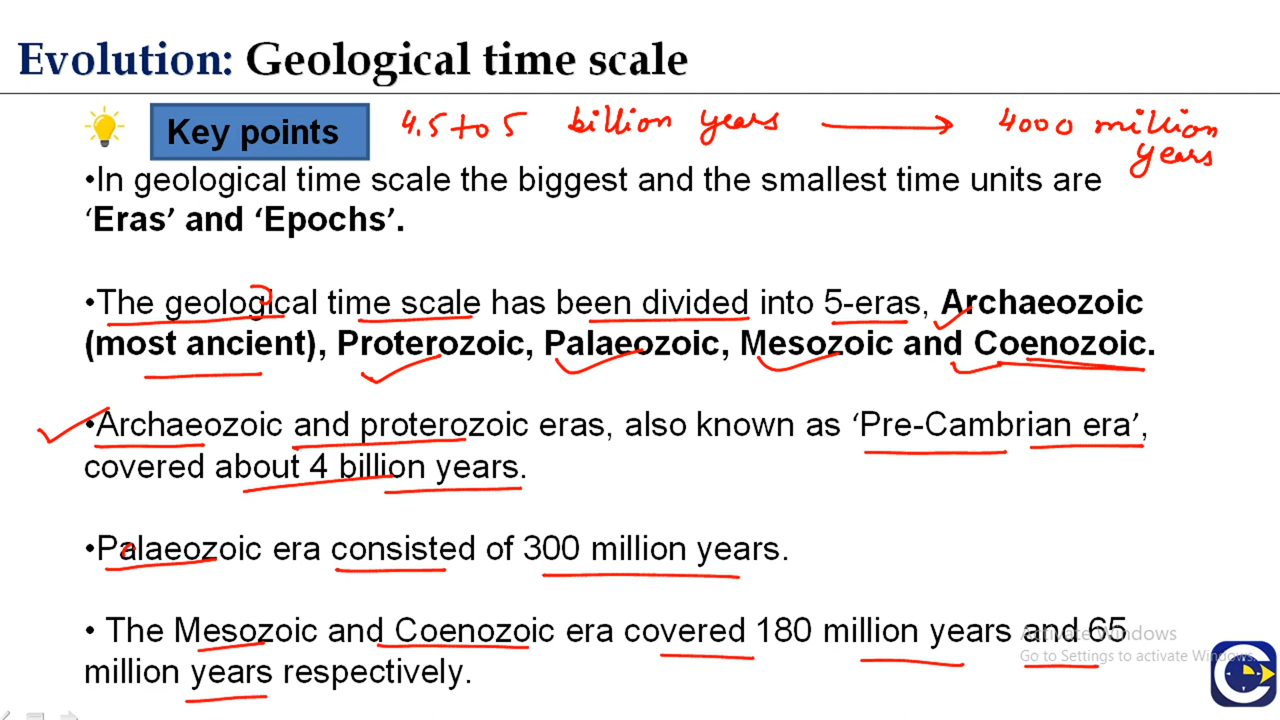 Evolution: Geological time scale
Key points
4.5 to 5 billion years → 4000 million years
•In geological time scale the biggest and the smallest time units are
‘Eras’ and ‘Epochs’.
•The geological time scale has been divided into 5-eras, Archaeozoic
(most ancient), Proterozoic, Palaeozoic, Mesozoic and Coenozoic.
•Archaeozoic and proterozoic eras, also known as ‘Pre-Cambrian era’,
covered about 4 billion years.
•Palaeozoic era consisted of 300 million years.
• The Mesozoic and Coenozoic era covered 180 million years and 65
million years respectively.
Activate Windows
Go to Settings to activate Windows.